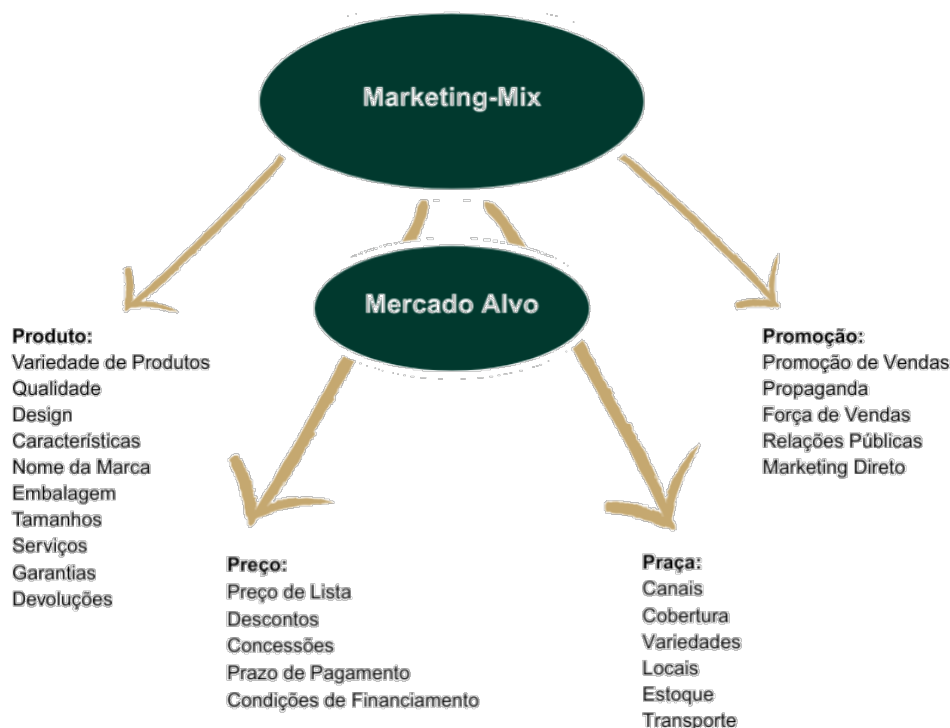 Marketing-Mix
Mercado Alvo
Produto:
Variedade de Produtos
Qualidade
Design
Características
Nome da Marca
Embalagem
Tamanhos
Serviços
Garantias
Devoluções
Preço:
Preço de Lista
Descontos
Concessões
Prazo de Pagamento
Condições de Financiamento
Praça:
Canais
Cobertura
Variedades
Locais
Estoque
Transporte
Promoção:
Promoção de Vendas
Propaganda
Força de Vendas
Relações Públicas
Marketing Direto